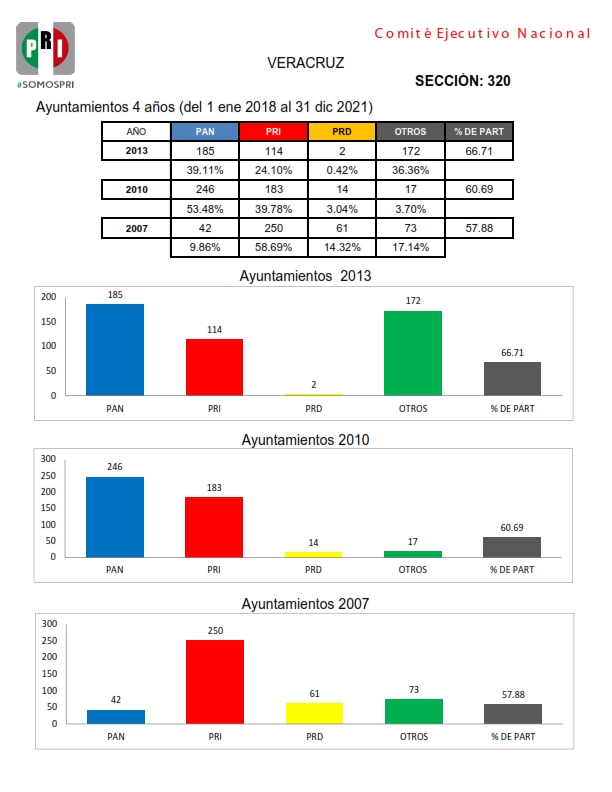 Comité Ejecutivo Nacional
PRI
#SOMOSPRI
VERACRUZ
SECCIÓN: 320
Ayuntamientos 4 años (del 1 ene 2018 al 31 dic 2021)
AÑO PAN PRI PRD OTROS % DE PART
2013 185 114 2 172 66.71
39.11% 24.10% 0.42% 36.36%
2010 246 183 14 17 60.69
53.48% 39.78% 3.04% 3.70%
2007 42 250 61 73 57.88
9.86% 58.69% 14.32% 17.14%
Ayuntamientos 2013
200
150
100
50
0
185
114
2
172
66.71
PAN PRI PRD OTROS % DE PART
Ayuntamientos 2010
300
250
200
150
100
50
0
246
183
14
17
60.69
PAN PRI PRD OTROS % DE PART
Ayuntamientos 2007
300
250
200
150
100
50
0
42
250
61
73
57.88
PAN PRI PRD OTROS % DE PART